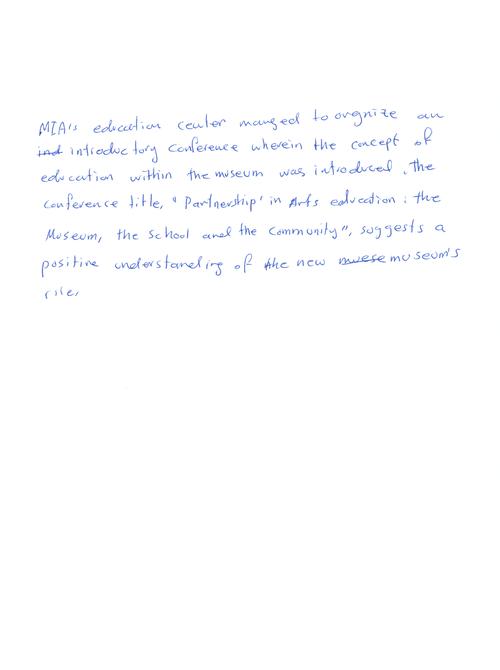 MIA's education center manged to orgnize an
ind introductory conference wherein the concept of
education within the museum was introduced. The
conference title, "Partnership' in Arts education: the
Museum, the school and the Community", suggests a
positive understanding of the new muese museum's
rile.